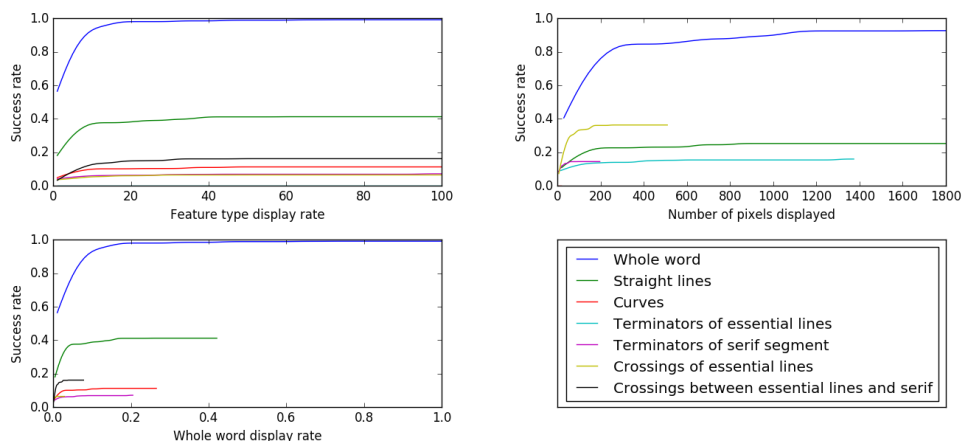 1.0
0.8
0.6
0.4
0.2
0.0
Success rate
0 20 40 60 80 100
Feature type display rate
1.0
0.8
0.6
0.4
0.2
0.0
Success rate
0 200 400 600 800 1000 1200 1400 1600 1800
Number of pixels displayed
1.0
0.8
0.6
0.4
0.2
0.0
Success rate
0.0 0.2 0.4 0.6 0.8 1.0
Whole word display rate
Whole word
Straight lines
Curves
Terminators of essential lines
Terminators of serif segment
Crossings of essential lines
Crossings between essential lines and serif